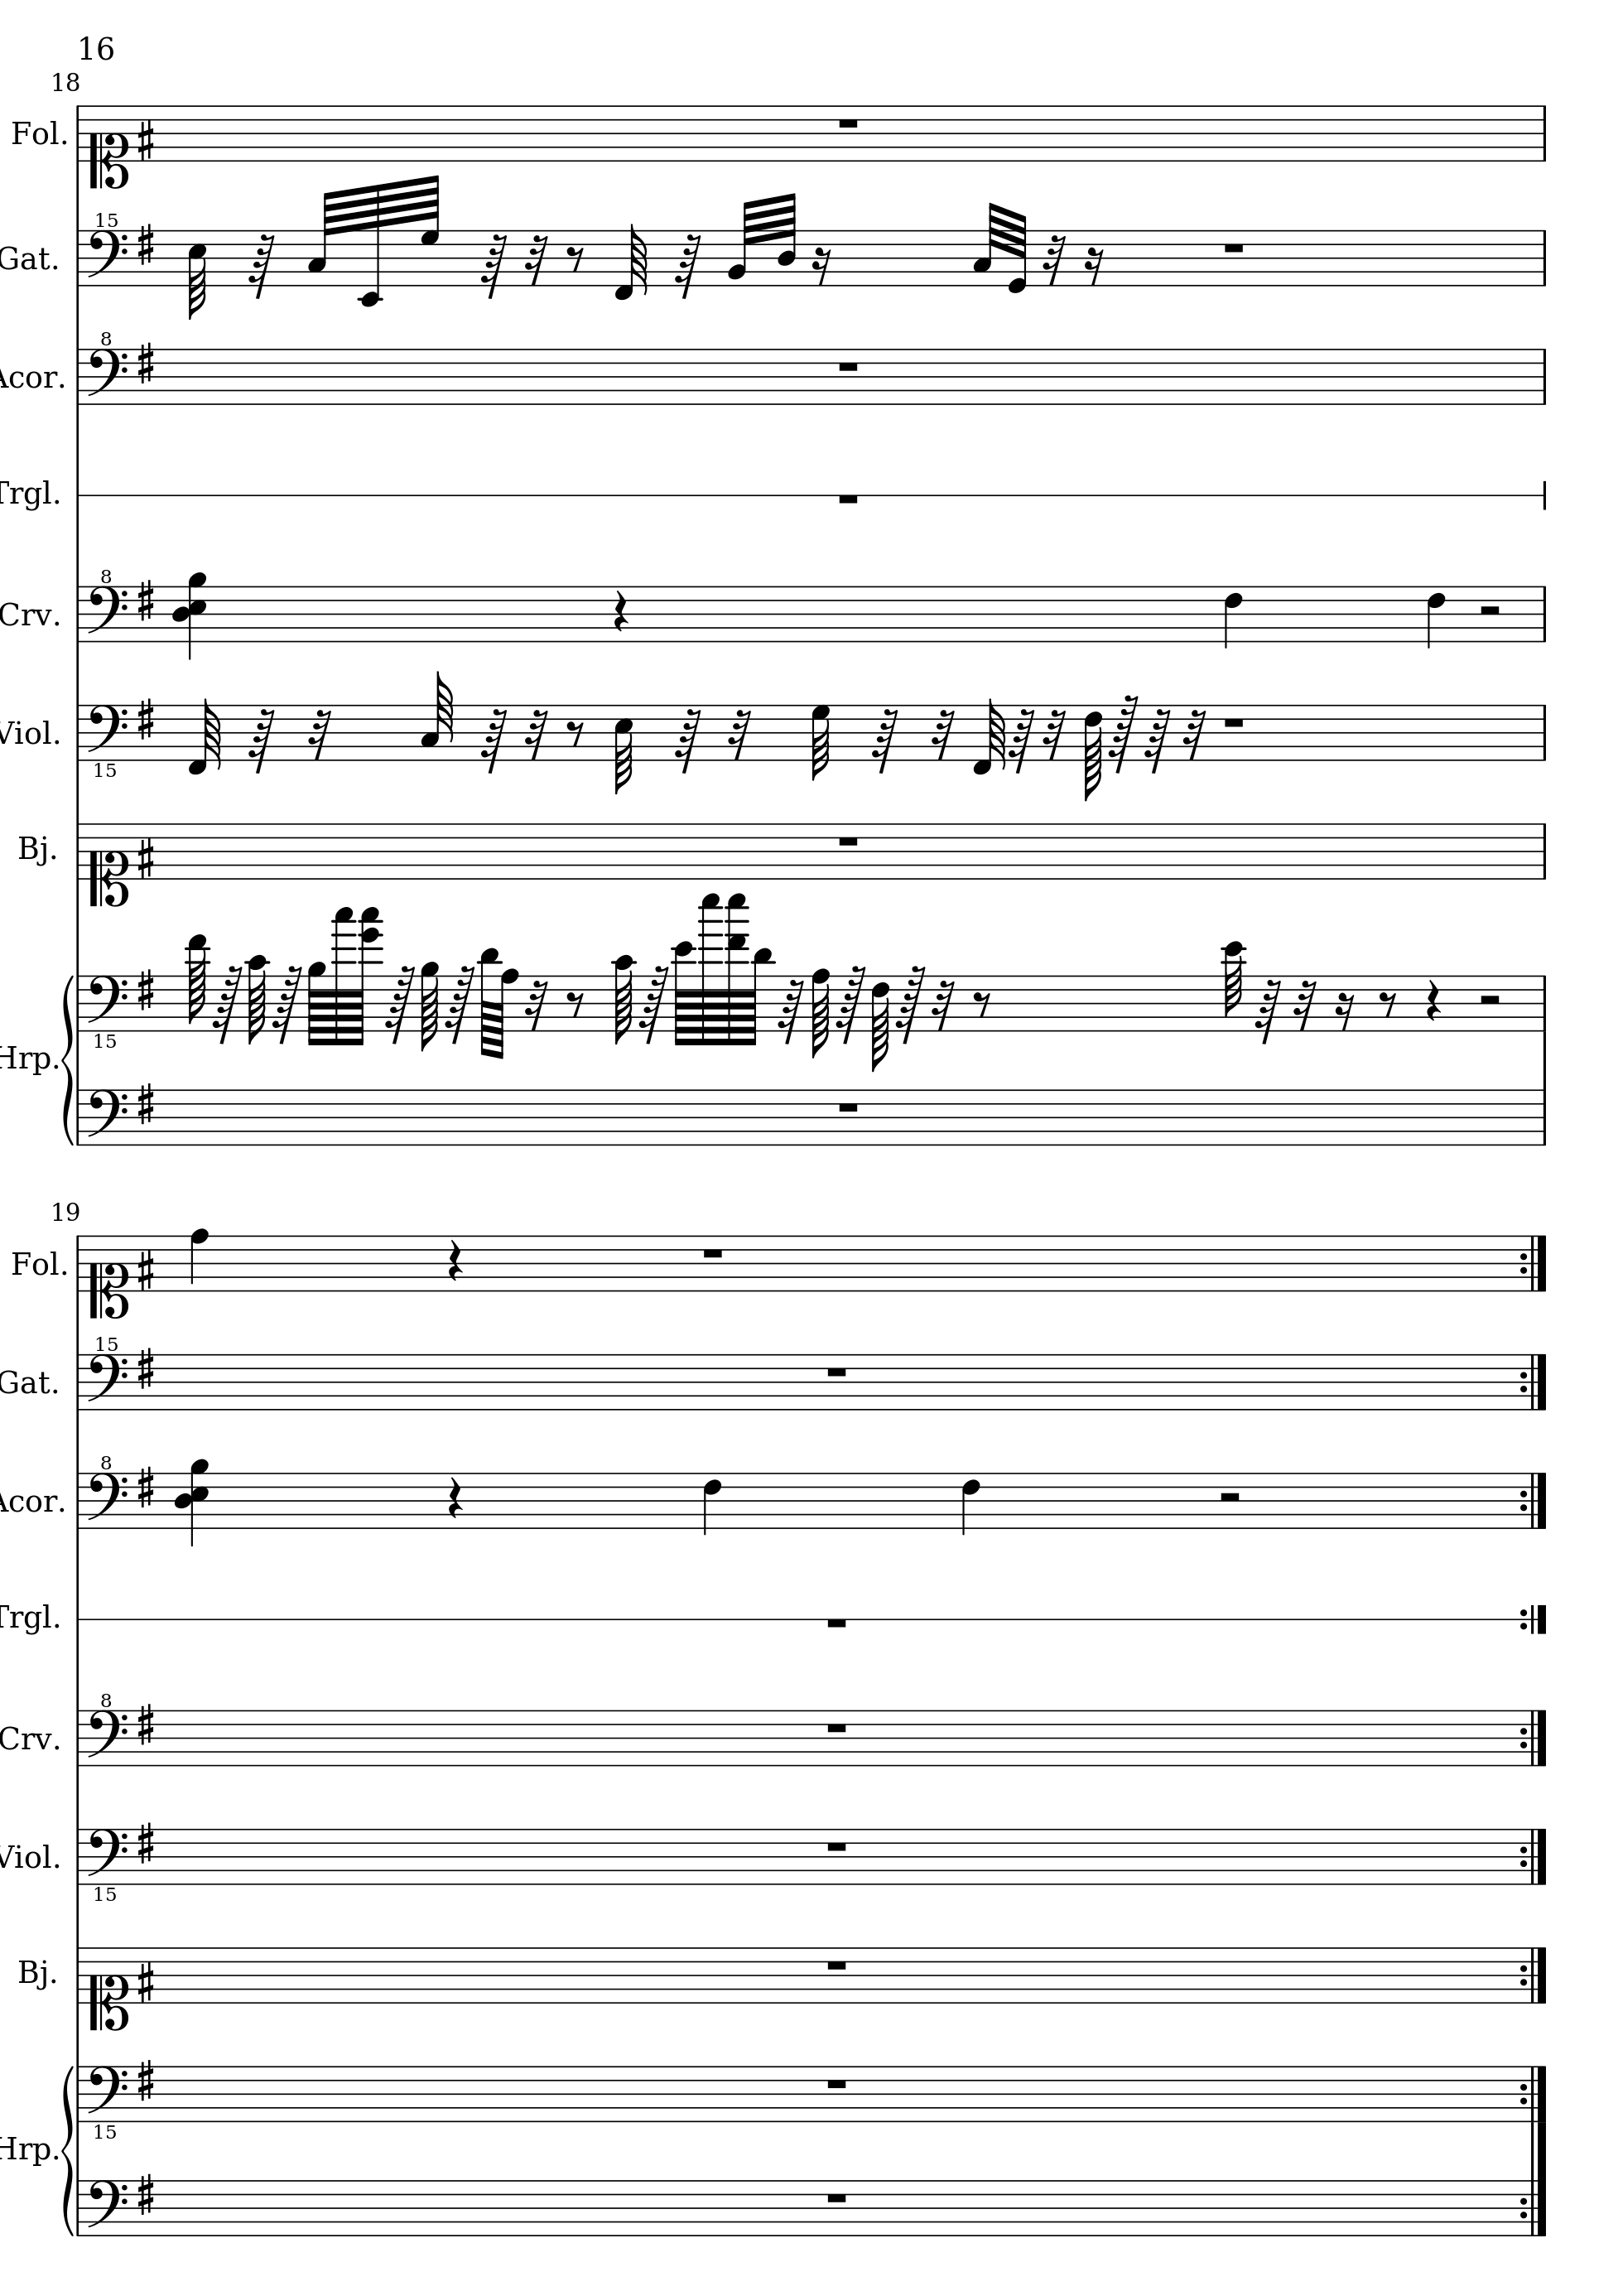 16
18
Fol.
15
Gat.
8
Acor.
Trgl.
8
Crv.
Viol.
15
Bj.
15
Hrp.
19
Fol.
15
Gat.
8
Acor.
Trgl.
8
Crv.
Viol.
15
Bj.
15
Hrp.